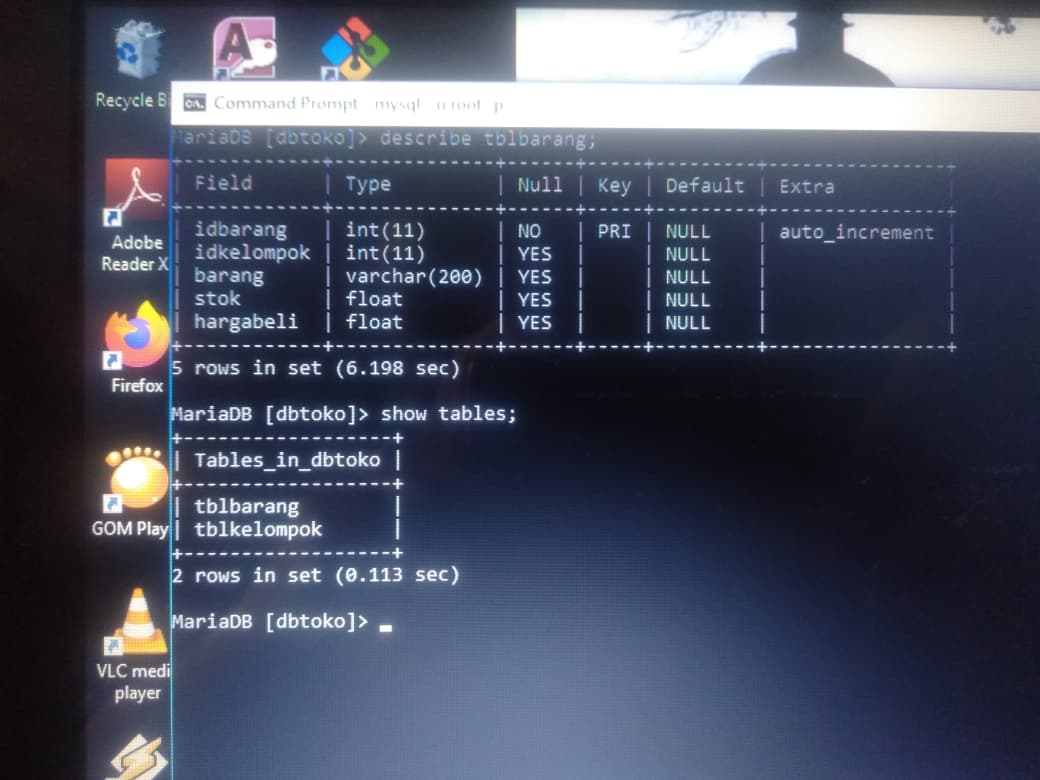 Recycle B
Command Prompt - mysql -u root -p
MariaDB [dbtoko]> describe tblbarang;
+-------------+--------------+------+-----+---------+----------------+
| Field | Type | Null | Key | Default | Extra |
+-------------+--------------+------+-----+---------+----------------+
| idbarang | int(11) | NO | PRI | NULL | auto_increment |
| idkelompok | int(11) | YES | | NULL | |
| barang | varchar(200) | YES | | NULL | |
| stok | float | YES | | NULL | |
| hargabeli | float | YES | | NULL | |
+-------------+--------------+------+-----+---------+----------------+
5 rows in set (6.198 sec)
MariaDB [dbtoko]> show tables;
+------------------+
| Tables_in_dbtoko |
+------------------+
| tblbarang |
| tblkelompok |
+------------------+
2 rows in set (0.113 sec)
MariaDB [dbtoko]>
Adobe
Reader X
Firefox
GOM Play
VLC medi
player